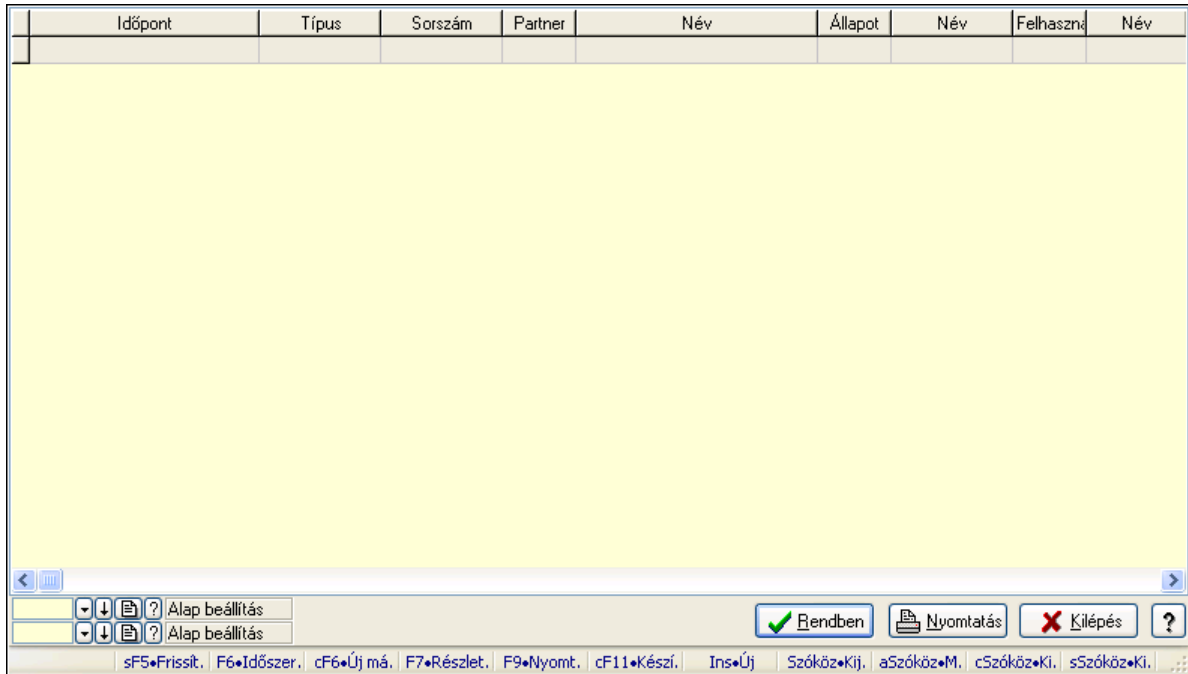 Időpont Típus Sorszám Partner Név Állapot Név Felhaszná Név
? Alap beállítás
? Alap beállítás
Rendben Nyomtatás Kilépés ?
sF5•Frissít. F6•Időszer. cF6•Új má. F7•Részlet. F9•Nyomt. cF11•Készí. Ins•Új Szóköz•Kij. aSzóköz•M. cSzóköz•Ki. sSzóköz•Ki.